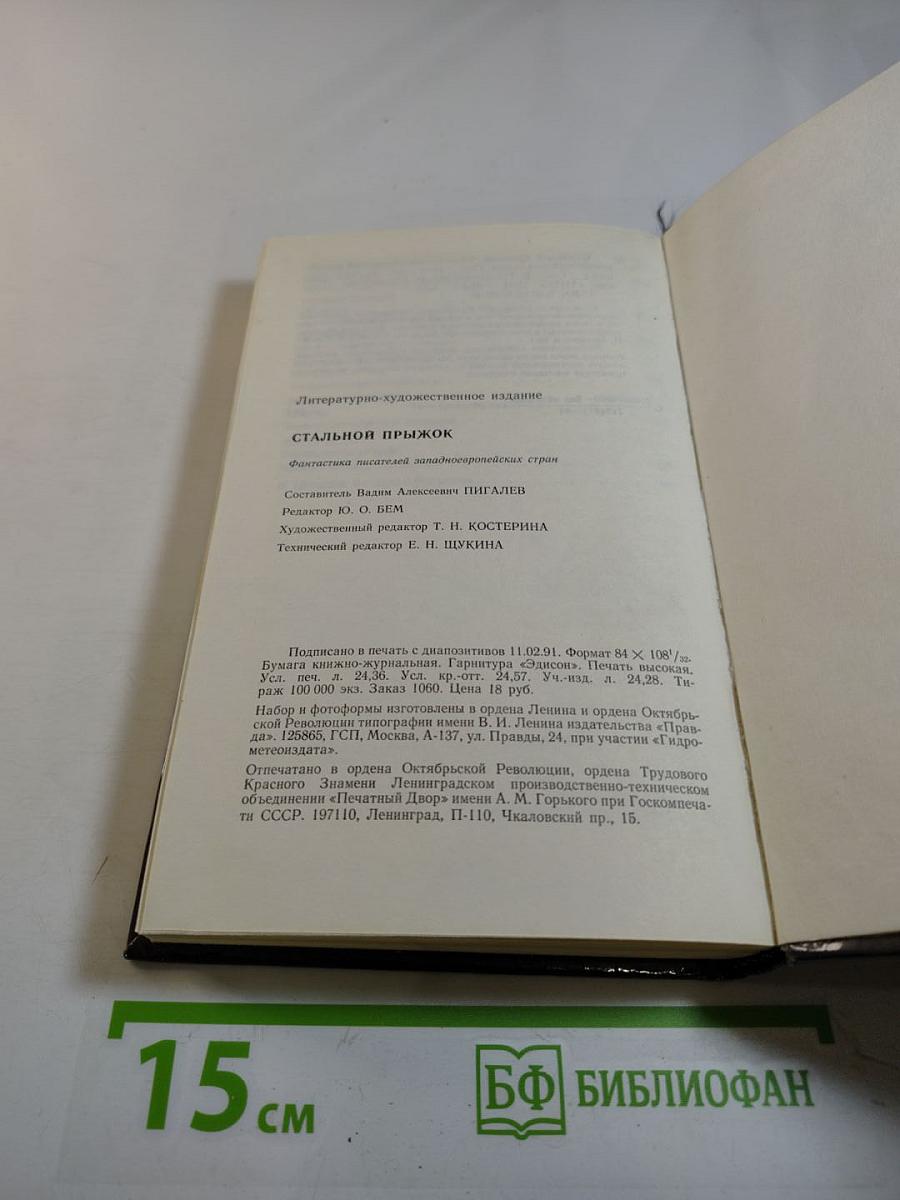 Литературно-художественное издание
СТАЛЬНОЙ ПРЫЖОК
Фантастика писателей западноевропейских стран
Составитель Вадим Алексеевич ПИГАЛЕВ
Редактор Ю. О. БЕМ
Художественный редактор Т. Н. КОСТЕРИНА
Технический редактор Е. Н. ЩУКИНА
Подписано в печать с диапозитивов 11.02.91. Формат 84 × 108¹/₃₂.
Бумага книжно-журнальная. Гарнитура «Эдисон». Печать высокая.
Усл. печ. л. 24,36. Усл. кр.-отт. 24,57. Уч.-изд. л. 24,28. Ти-
раж 100 000 экз. Заказ 1060. Цена 18 руб.
Набор и фотоформы изготовлены в ордена Ленина и ордена Октябрь-
ской Революции типографии имени В. И. Ленина издательства «Прав-
да». 125865, ГСП, Москва, А-137, ул. Правды, 24, при участии «Гидро-
метеоиздата».
Отпечатано в ордена Октябрьской Революции, ордена Трудового
Красного Знамени Ленинградском производственно-техническом
объединении «Печатный Двор» имени А. М. Горького при Госкомпеча-
ти СССР. 197110, Ленинград, П-110, Чкаловский пр., 15.
15 см
БФ БИБЛИОФАН